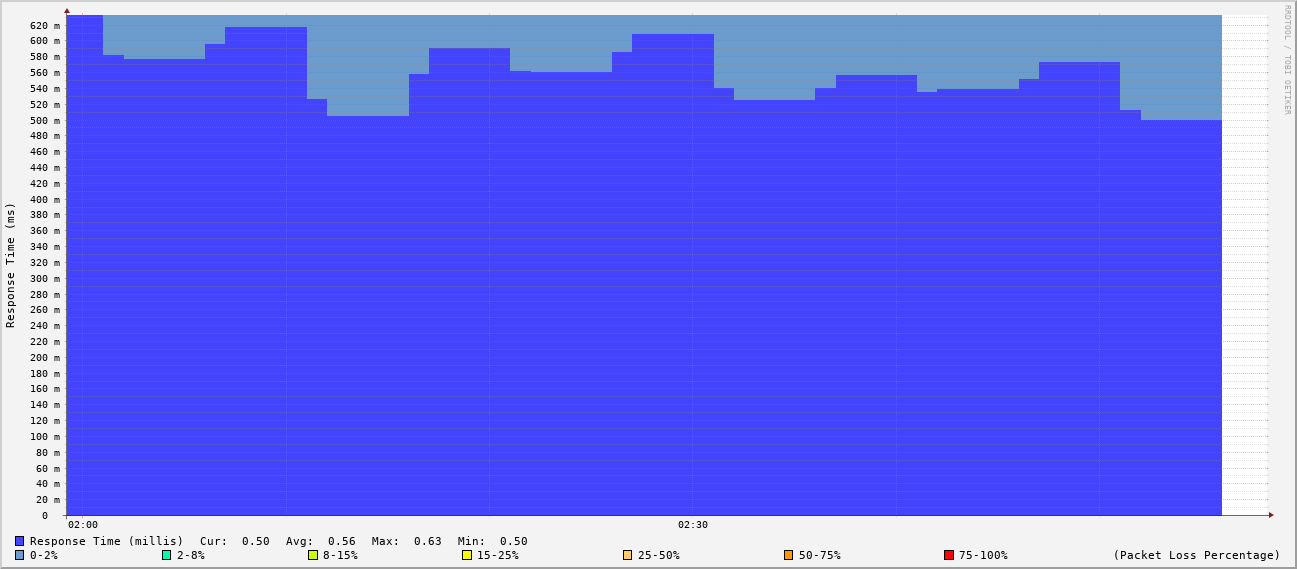 RRDTOOL / TOBI OETIKER
Response Time (ms)
620 m
600 m
580 m
560 m
540 m
520 m
500 m
480 m
460 m
440 m
420 m
400 m
380 m
360 m
340 m
320 m
300 m
280 m
260 m
240 m
220 m
200 m
180 m
160 m
140 m
120 m
100 m
80 m
60 m
40 m
20 m
0
02:00 02:30
Response Time (millis) Cur: 0.50 Avg: 0.56 Max: 0.63 Min: 0.50
0-2% 2-8% 8-15% 15-25% 25-50% 50-75% 75-100% (Packet Loss Percentage)